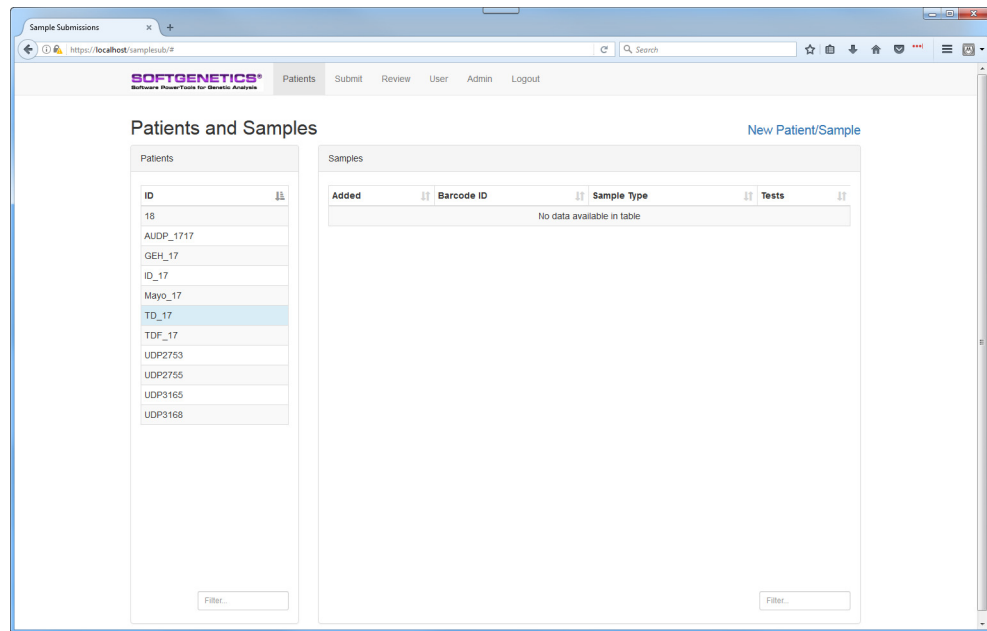 Sample Submissions
https://localhost/samplesub/#
Search
SOFTGENETICS®
Software PowerTools for Genetic Analysis
Patients Submit Review User Admin Logout
Patients and Samples
New Patient/Sample
Patients
Samples
ID
Added Barcode ID Sample Type Tests
18
No data available in table
AUDP_1717
GEH_17
ID_17
Mayo_17
TD_17
TDF_17
UDP2753
UDP2755
UDP3165
UDP3168
Filter...
Filter...